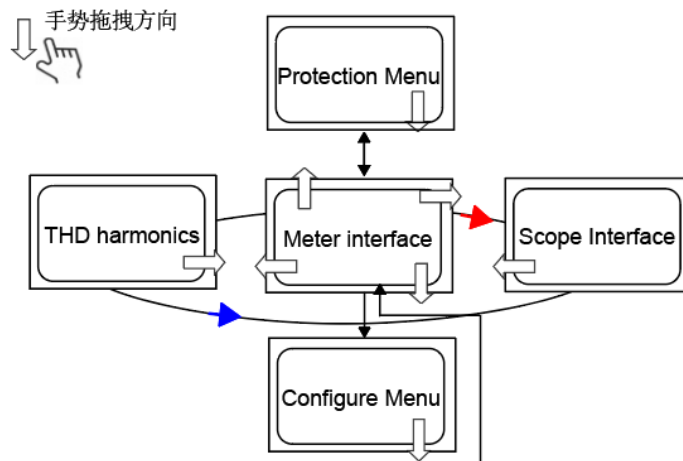 手势拖拽方向
Protection Menu
THD harmonics
Meter interface
Scope Interface
Configure Menu